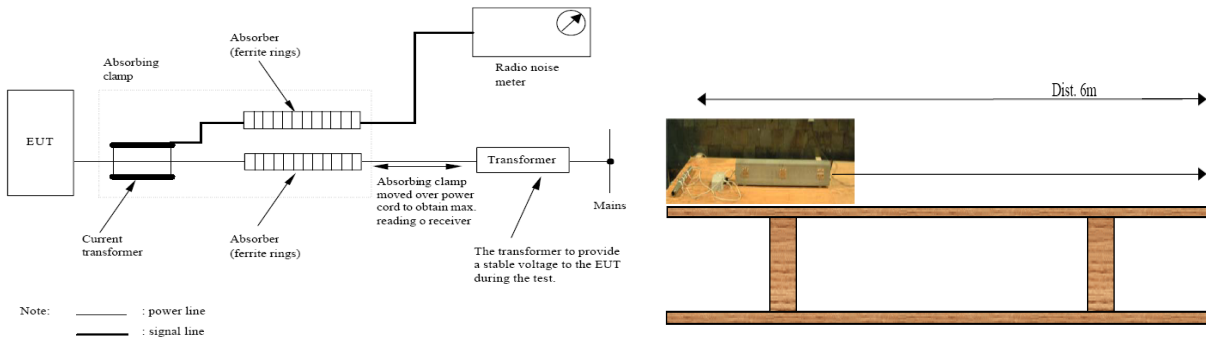 Absorber
(ferrite rings)
Absorbing
clamp
Radio noise
meter
EUT
Transformer
Absorbing clamp
moved over power
cord to obtain max.
reading o receiver
Mains
Current
transformer
Absorber
(ferrite rings)
The transformer to provide
a stable voltage to the EUT
during the test.
Note:
: power line
: signal line
Dist. 6m